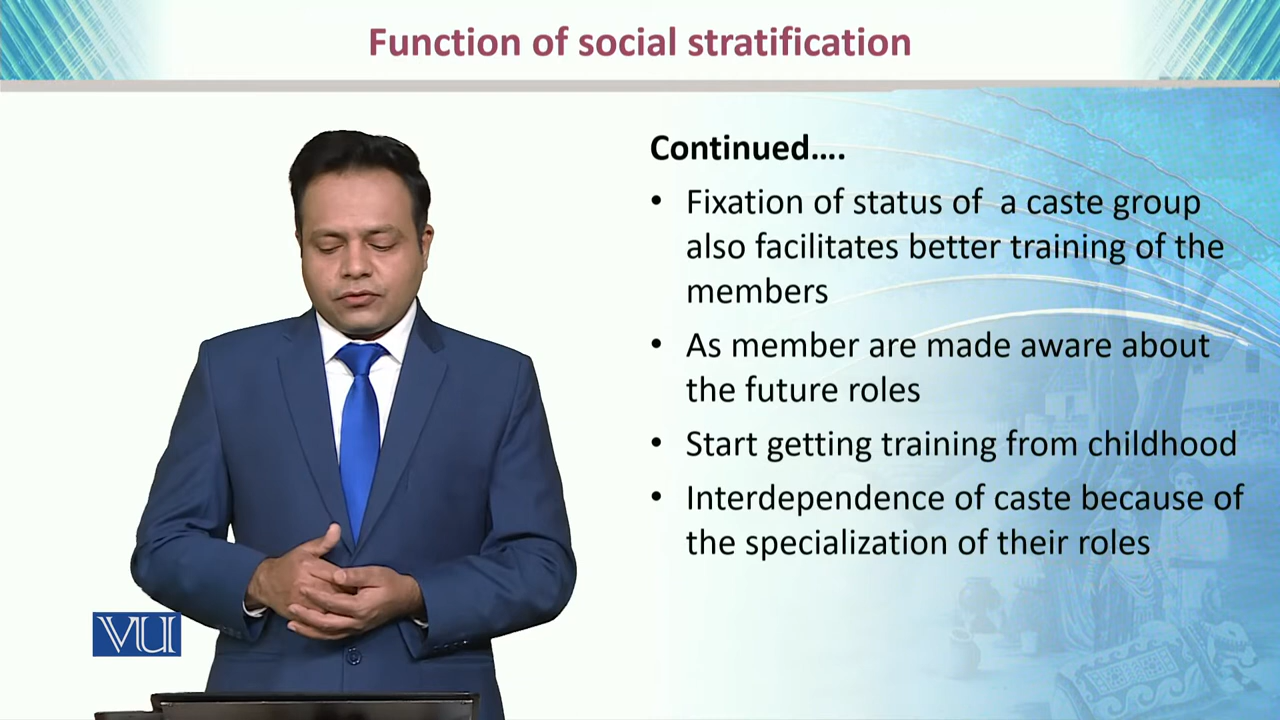 Function of social stratification
Continued....
• Fixation of status of a caste group
also facilitates better training of the
members
• As member are made aware about
the future roles
• Start getting training from childhood
• Interdependence of caste because of
the specialization of their roles
VU